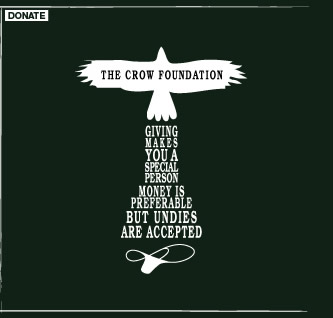 DONATE
THE CROW FOUNDATION
GIVING
MAKES
YOU A
SPECIAL
PERSON
MONEY IS
PREFERABLE
BUT UNDIES
ARE ACCEPTED